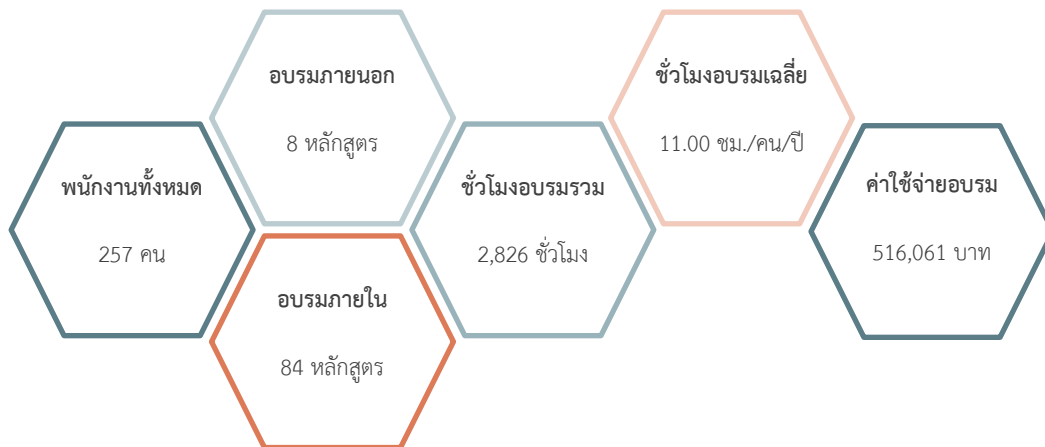 พนักงานทั้งหมด
257 คน
อบรมภายนอก
8 หลักสูตร
อบรมภายใน
84 หลักสูตร
ชั่วโมงอบรมรวม
2,826 ชั่วโมง
ชั่วโมงอบรมเฉลี่ย
11.00 ชม./คน/ปี
ค่าใช้จ่ายอบรม
516,061 บาท